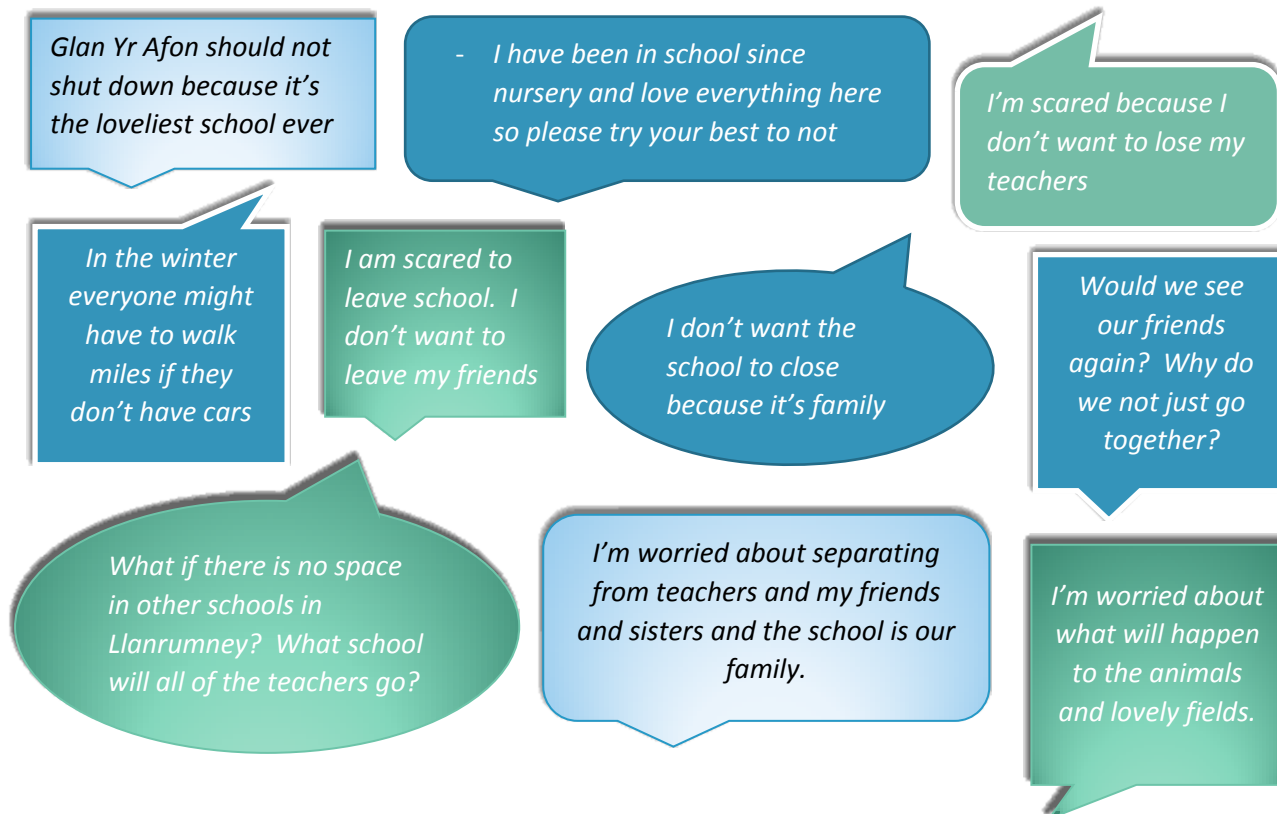 Glan Yr Afon should not
shut down because it’s
the loveliest school ever
- I have been in school since
nursery and love everything here
so please try your best to not
I’m scared because I
don’t want to lose my
teachers
In the winter
everyone might
have to walk
miles if they
don’t have cars
I am scared to
leave school. I
don’t want to
leave my friends
I don’t want the
school to close
because it’s family
Would we see
our friends
again? Why do
we not just go
together?
What if there is no space
in other schools in
Llanrumney? What school
will all of the teachers go?
I’m worried about separating
from teachers and my friends
and sisters and the school is our
family.
I’m worried about
what will happen
to the animals
and lovely fields.